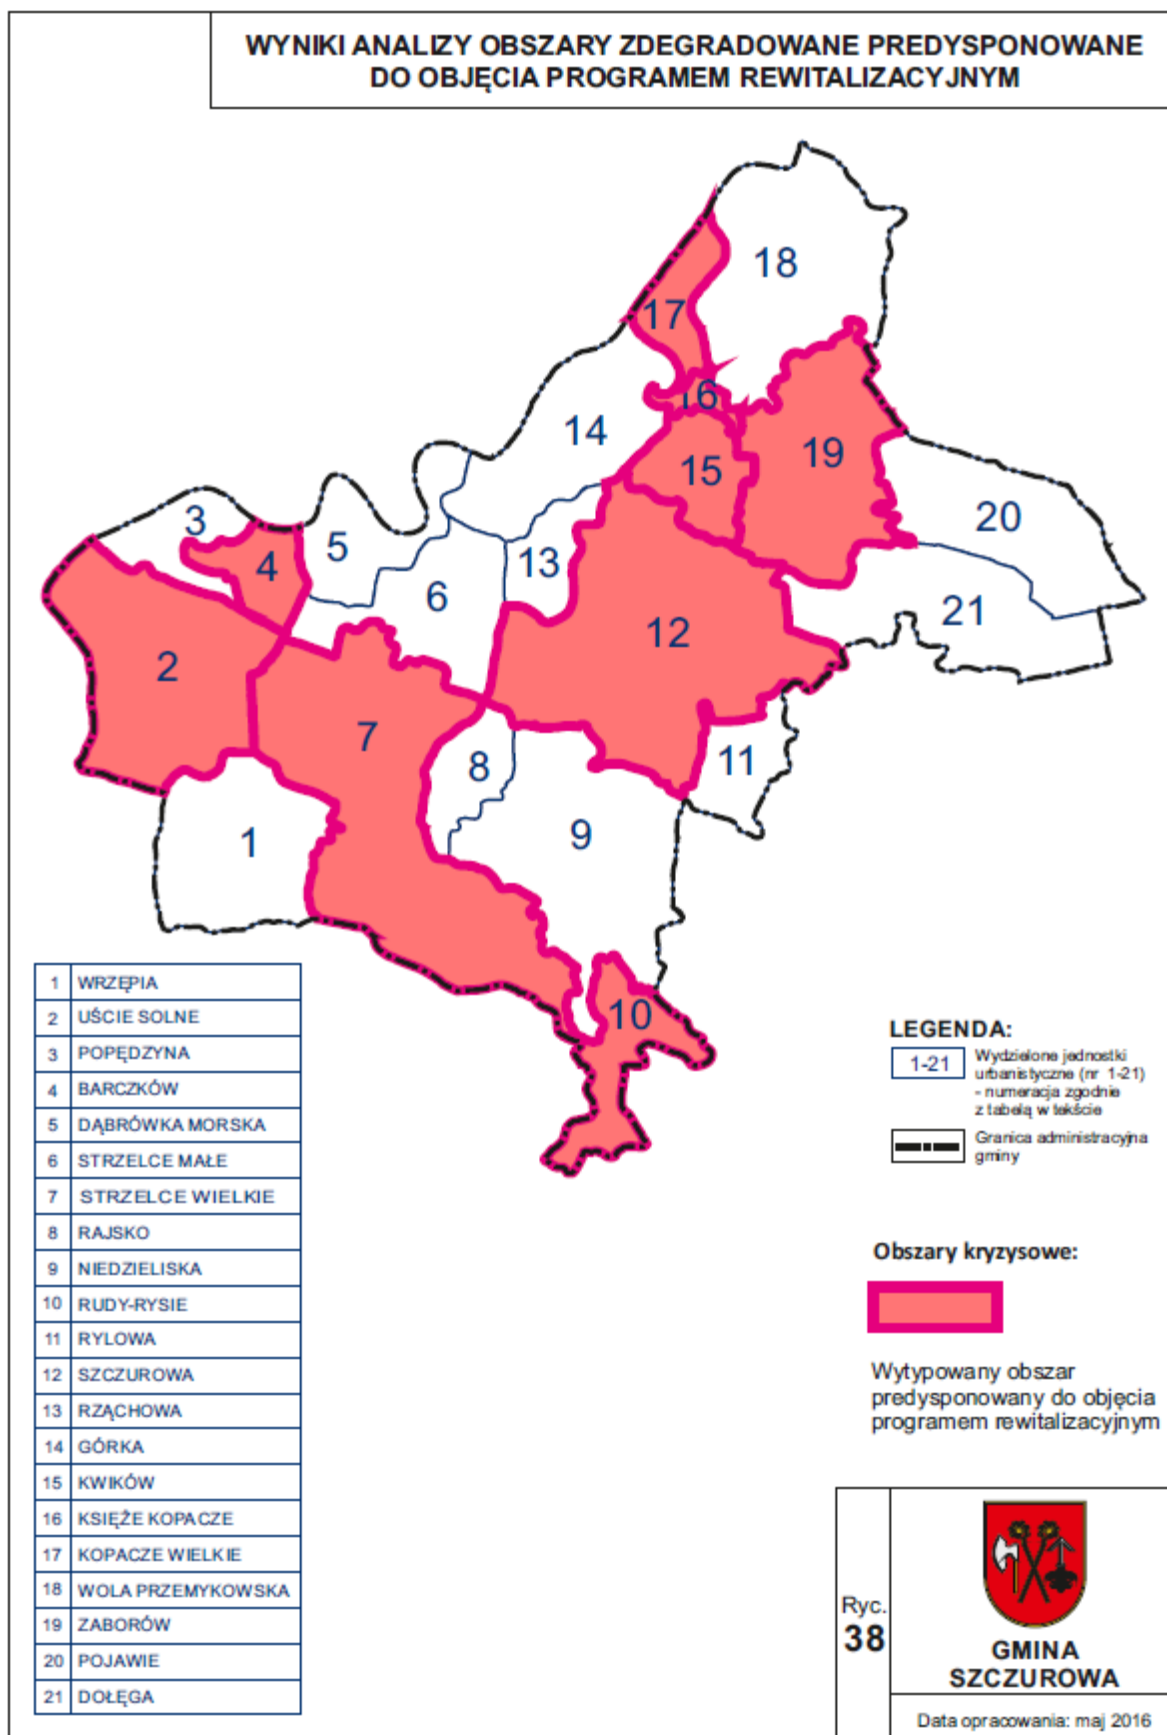 WYNIKI ANALIZY OBSZARY ZDEGRADOWANE PREDYSPONOWANE
DO OBJĘCIA PROGRAMEM REWITALIZACYJNYM
18
17
16
14
15
19
3
5
4
13
20
6
21
12
2
7
8
11
1
9
10
1 WRZĘPIA
2 UŚCIE SOLNE
3 POPĘDZYNA
4 BARCZKÓW
5 DĄBRÓWKA MORSKA
6 STRZELCE MAŁE
7 STRZELCE WIELKIE
8 RAJSKO
9 NIEDZIELISKA
10 RUDY-RYSIE
11 RYLOWA
12 SZCZUROWA
13 RZĄCHOWA
14 GÓRKA
15 KWIKÓW
16 KSIĘŻE KOPACZE
17 KOPACZE WIELKIE
18 WOLA PRZEMYKOWSKA
19 ZABORÓW
20 POJAWIE
21 DOŁĘGA
LEGENDA:
1-21
Wydzielone jednostki
urbanistyczne (nr 1-21)
- numeracja zgodnie
z tabelą w tekście
Granica administracyjna
gminy
Obszary kryzysowe:
Wytypowany obszar
predysponowany do objęcia
programem rewitalizacyjnym
Ryc.
38
GMINA
SZCZUROWA
Data opracowania: maj 2016